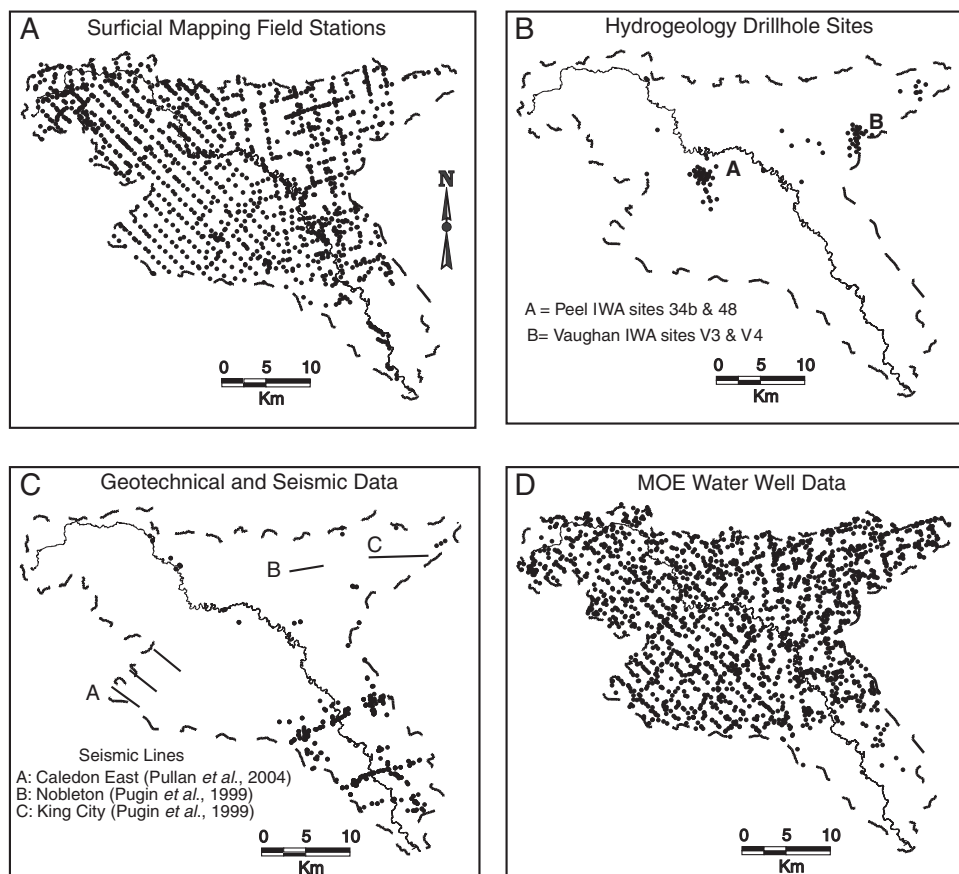 A
Surficial Mapping Field Stations
N
0 5 10
Km
B
Hydrogeology Drillhole Sites
B
A
A = Peel IWA sites 34b & 48
B= Vaughan IWA sites V3 & V4
0 5 10
Km
C
Geotechnical and Seismic Data
C
B
A
Seismic Lines
A: Caledon East (Pullan et al., 2004)
B: Nobleton (Pugin et al., 1999)
C: King City (Pugin et al., 1999)
0 5 10
Km
D
MOE Water Well Data
0 5 10
Km